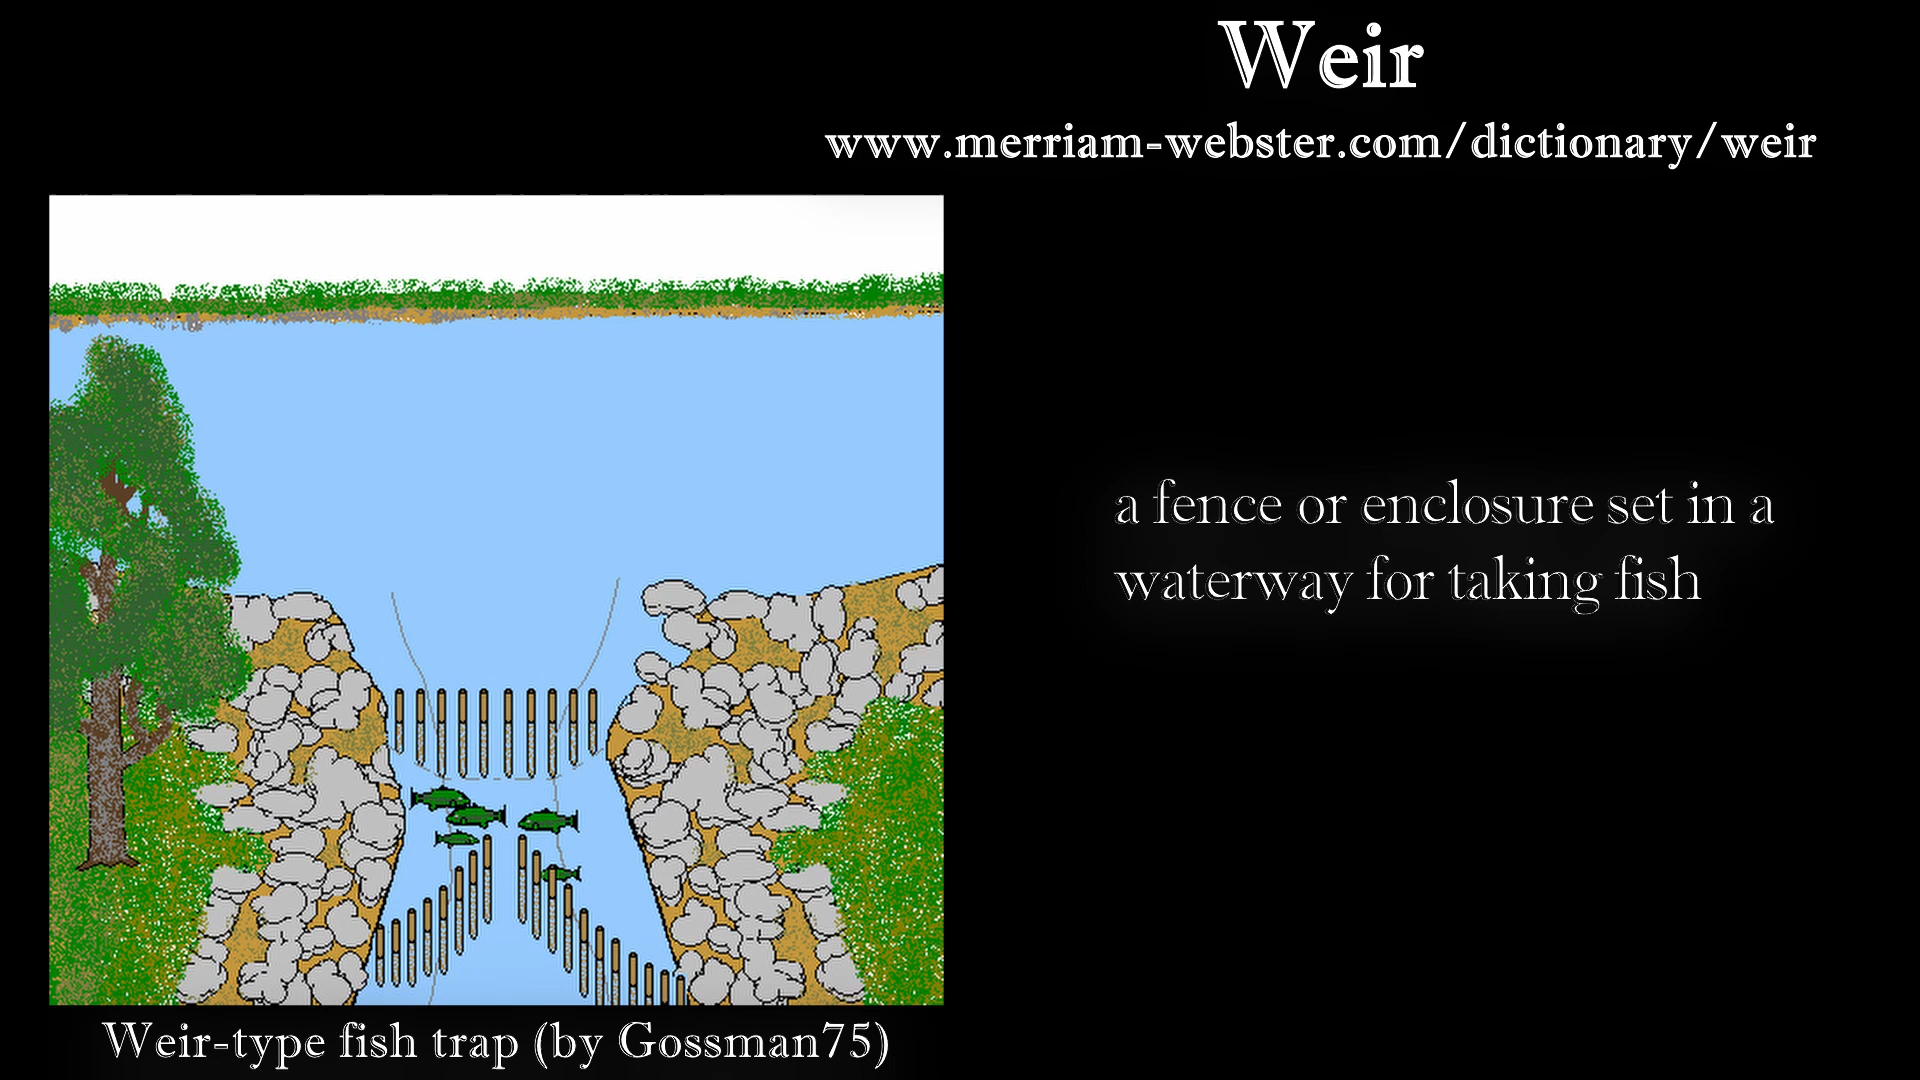 Weir
www.merriam-webster.com/dictionary/weir
a fence or enclosure set in a
waterway for taking fish
Weir-type fish trap (by Gossman75)